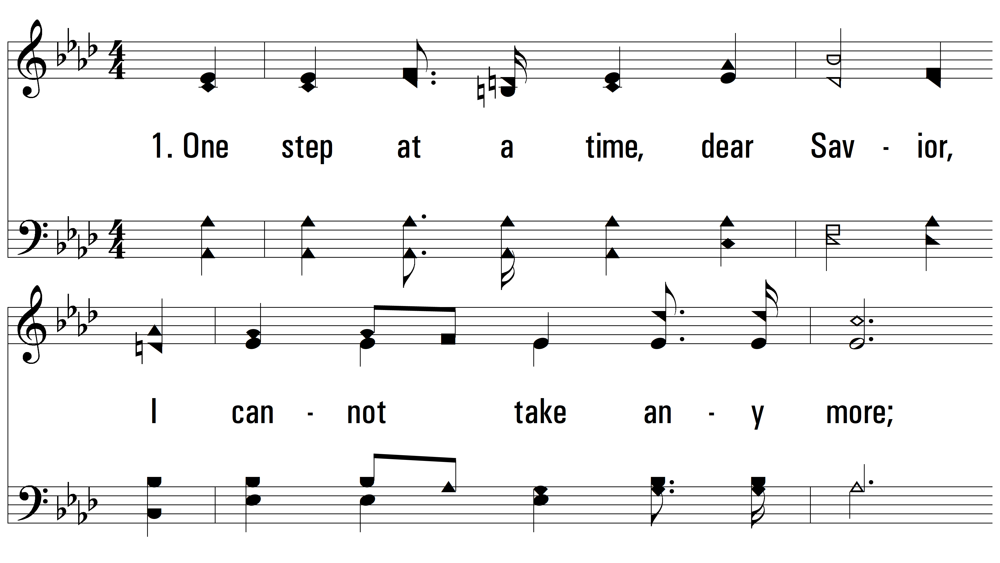 1. One step at a time, dear Sav - ior,
I can - not take an - y more;